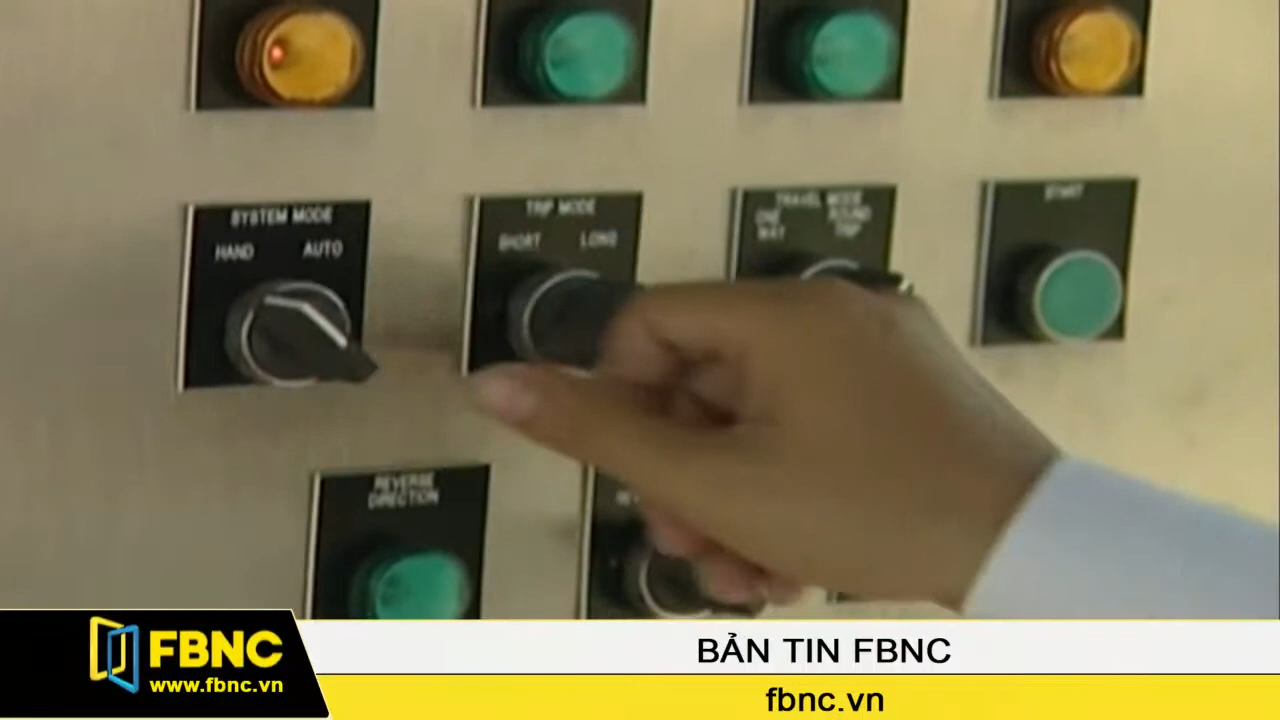 SYSTEM MODE
HAND AUTO
TRIP MODE
SHORT LONG
TRAVEL MODE
ONE WAY
ROUND TRIP
START
REVERSE
DIRECTION
FBNC
www.fbnc.vn
BẢN TIN FBNC
fbnc.vn